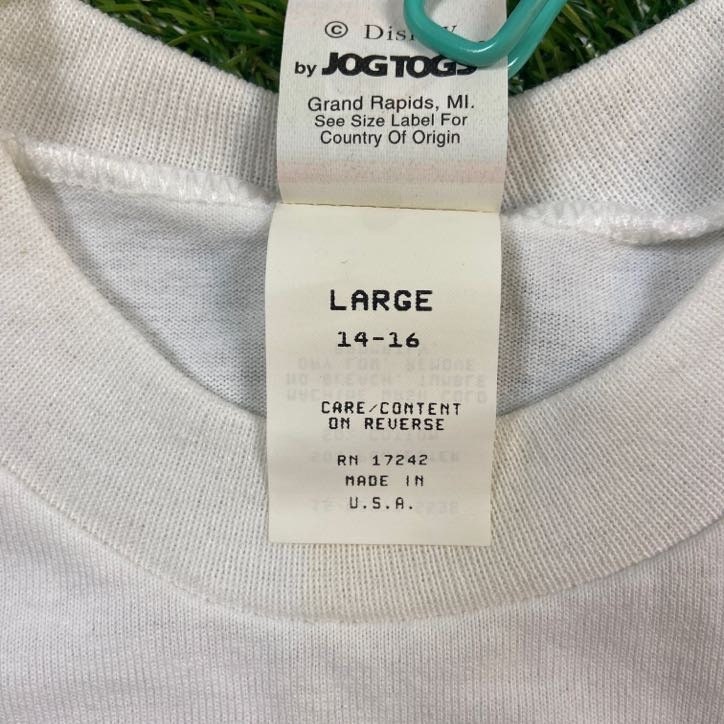 © Disney
by JOGTOGS
Grand Rapids, MI.
See Size Label For
Country Of Origin
LARGE
14-16
CARE/CONTENT
ON REVERSE
RN 17242
MADE IN
U.S.A.